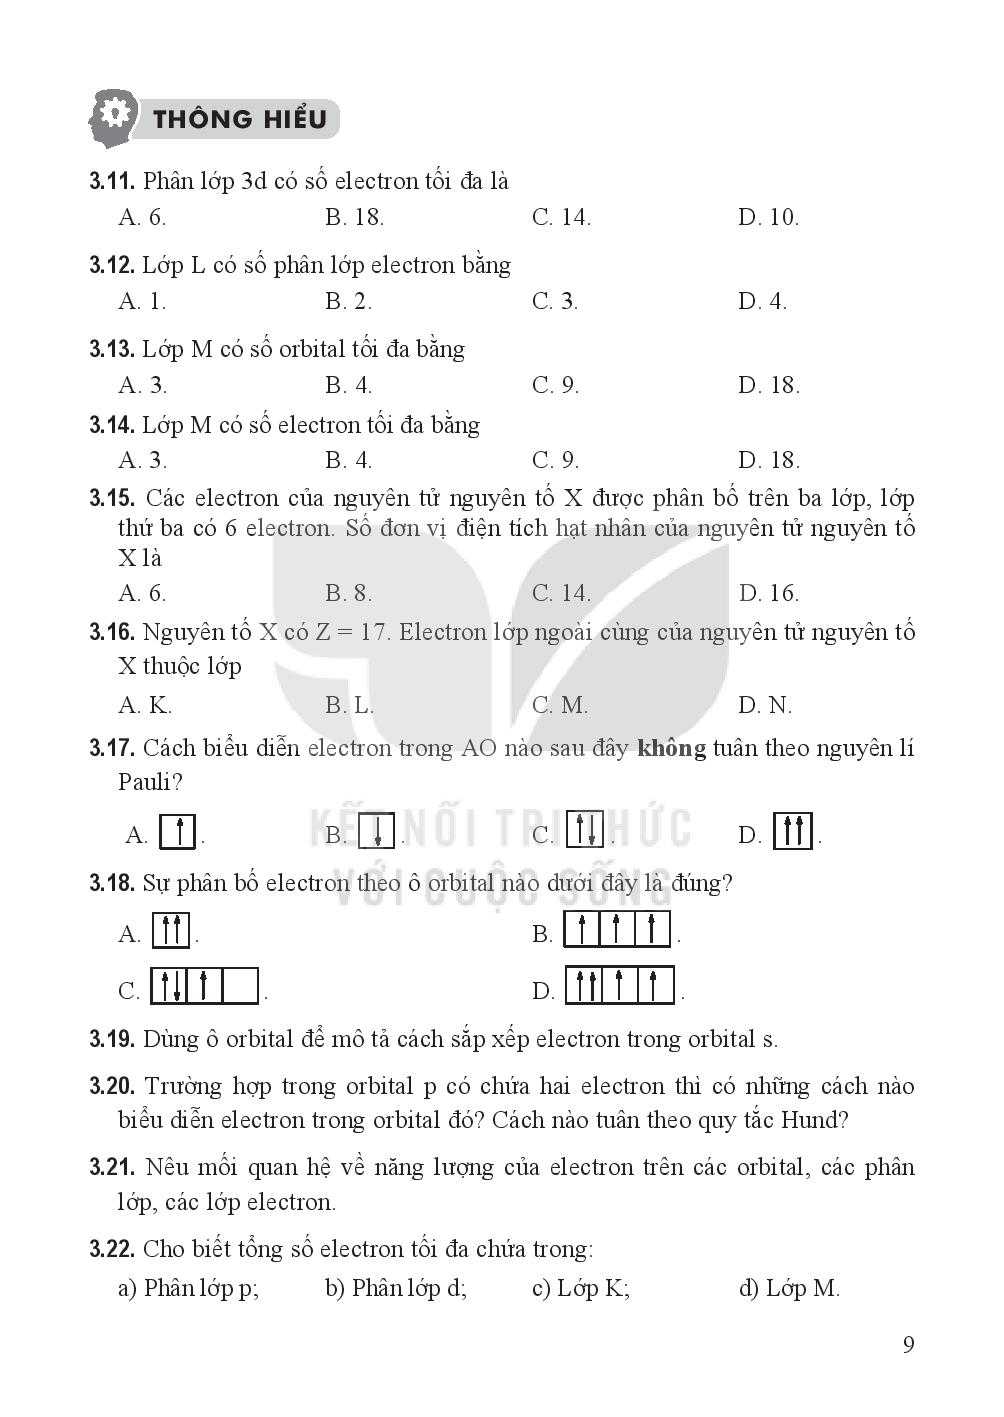 THÔNG HIỂU
3.11. Phân lớp 3d có số electron tối đa là
A. 6. B. 18. C. 14. D. 10.
3.12. Lớp L có số phân lớp electron bằng
A. 1. B. 2. C. 3. D. 4.
3.13. Lớp M có số orbital tối đa bằng
A. 3. B. 4. C. 9. D. 18.
3.14. Lớp M có số electron tối đa bằng
A. 3. B. 4. C. 9. D. 18.
3.15. Các electron của nguyên tử nguyên tố X được phân bố trên ba lớp, lớp
thứ ba có 6 electron. Số đơn vị điện tích hạt nhân của nguyên tử nguyên tố
X là
A. 6. B. 8. C. 14. D. 16.
3.16. Nguyên tố X có Z = 17. Electron lớp ngoài cùng của nguyên tử nguyên tố
X thuộc lớp
A. K. B. L. C. M. D. N.
3.17. Cách biểu diễn electron trong AO nào sau đây không tuân theo nguyên lí
Pauli?
KẾT NỐI TRI THỨC
A. ↑ . B. ↓ . C. ↑↓ . D. ↑↑ .
VỚI CUỘC SỐNG
3.18. Sự phân bố electron theo ô orbital nào dưới đây là đúng?
A. ↑↑ . B. ↑ ↑ ↑ .
C. ↑↓ ↑ . D. ↑↑ ↑ ↑ .
3.19. Dùng ô orbital để mô tả cách sắp xếp electron trong orbital s.
3.20. Trường hợp trong orbital p có chứa hai electron thì có những cách nào
biểu diễn electron trong orbital đó? Cách nào tuân theo quy tắc Hund?
3.21. Nêu mối quan hệ về năng lượng của electron trên các orbital, các phân
lớp, các lớp electron.
3.22. Cho biết tổng số electron tối đa chứa trong:
a) Phân lớp p; b) Phân lớp d; c) Lớp K; d) Lớp M.
9